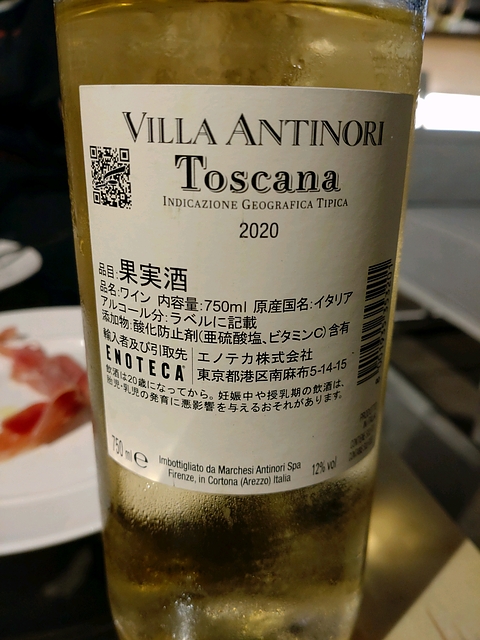 VILLA ANTINORI
Toscana
INDICAZIONE GEOGRAFICA TIPICA
2020
品目:果実酒
品名:ワイン 内容量:750ml 原産国名:イタリア
アルコール分:ラベルに記載
添加物:酸化防止剤(亜硫酸塩、ビタミンC)含有
輸入者及び引取先
ENOTECA
エノテカ株式会社
東京都港区南麻布5-14-15
飲酒は20歳になってから。妊娠中や授乳期の飲酒は、
胎児・乳児の発育に悪影響を与えるおそれがあります。
750 ml e
Imbottigliato da Marchesi Antinori Spa
Firenze, in Cortona (Arezzo) Italia
12% vol